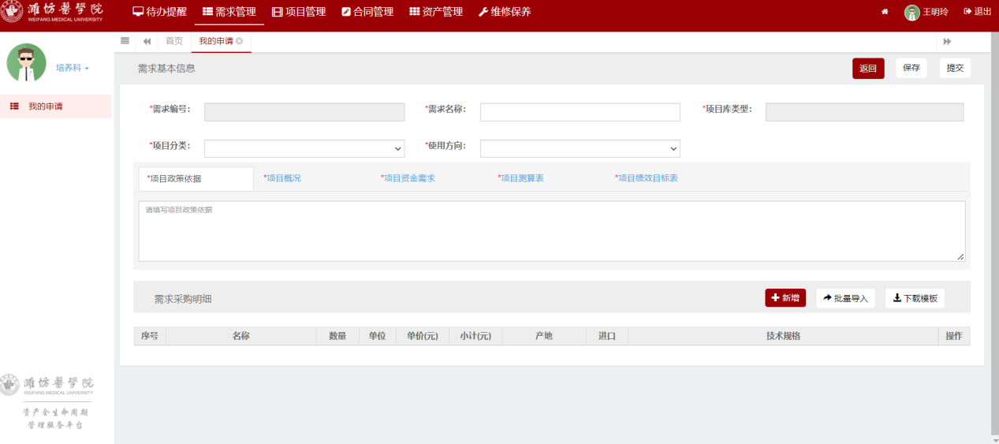 濰坊醫學院 待办提醒 需求管理 项目管理 合同管理 资产管理 维修保养 王明玲 退出
WEIFANG MEDICAL UNIVERSITY
首页 我的申请
培养科
我的申请
需求基本信息 返回 保存 提交
*需求编号: *需求名称: *项目库类型:
*项目分类: *使用方向:
*项目政策依据 *项目概况 *项目资金需求 *项目测算表 *项目绩效目标表
请填写项目政策依据
需求采购明细 新增 批量导入 下载模板
序号 名称 数量 单位 单价(元) 小计(元) 产地 进口 技术规格 操作
濰坊醫學院
WEIFANG MEDICAL UNIVERSITY
资产全生命周期
管理服务平台